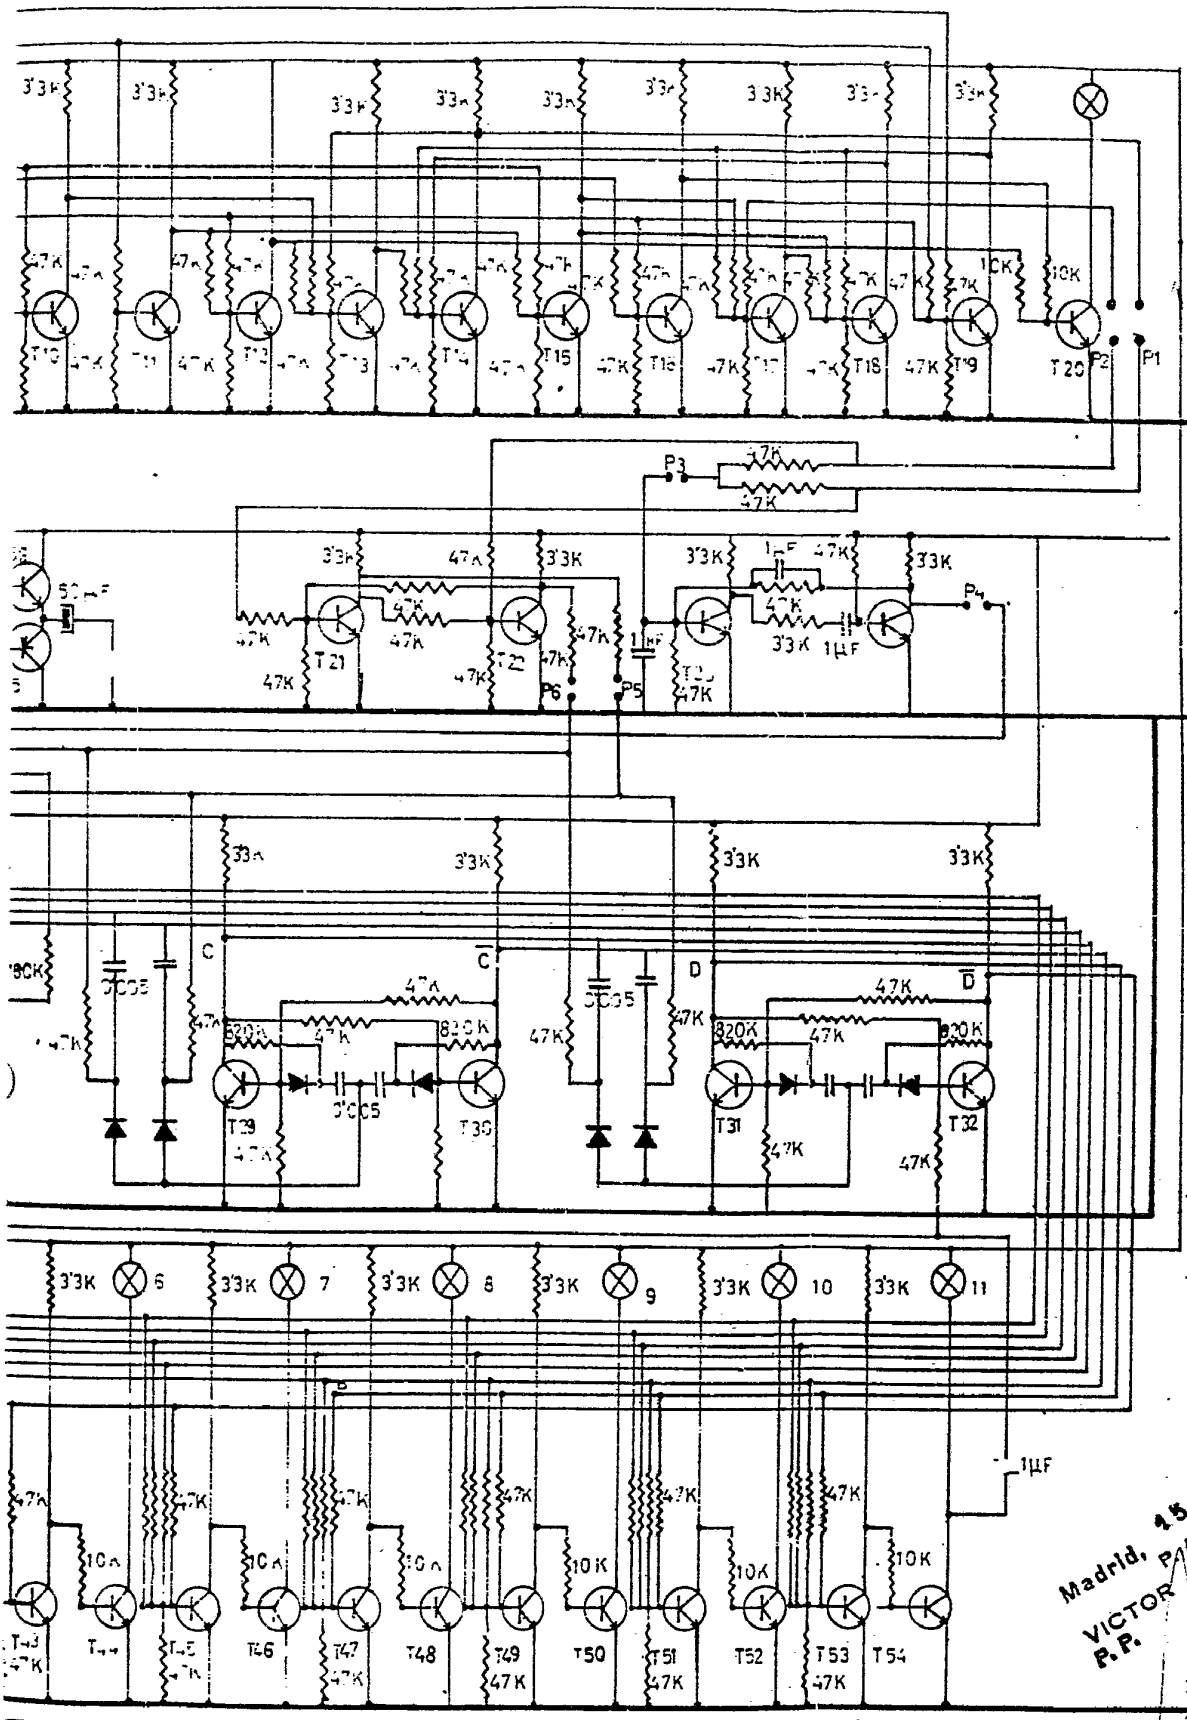 3'3K 3'3K 3'3K 3'3K 3'3K 3'3K 3'3K 3'3K 3'3K
47K 47K 47K 47K 47K 47K 47K 47K 47K 47K 47K 47K 10K 10K
T10 T11 T12 T13 T14 T15 T16 T17 T18 T19 T20 P2 P1
47K 47K 47K 47K 47K 47K 47K 47K 47K
P3 47K
47K
3'3K 47K 3'3K 3'3K 1µF 47K 3'3K
50µF
P4
47K 47K 47K 47K 47K 47K 1µF 47K 3'3K 1µF
T21 T22
47K 47K P6 P5 47K
3'3K 3'3K 3'3K 3'3K
C C̅ D D̅
0'005 47K 0'005 47K
47K 47K 820K 47K 820K 47K 47K 820K 47K 820K
0'005
T30 T31 T32
47K 47K 47K
3'3K 6 3'3K 7 3'3K 8 3'3K 9 3'3K 10 3'3K 11
1µF
47K 47K 47K 47K 47K 47K
10K 10K 10K 10K 10K 10K
T43 T44 T45 T46 T47 T48 T49 T50 T51 T52 T53 T54
47K 47K 47K 47K 47K 47K
Madrid,
VICTOR
P.P.